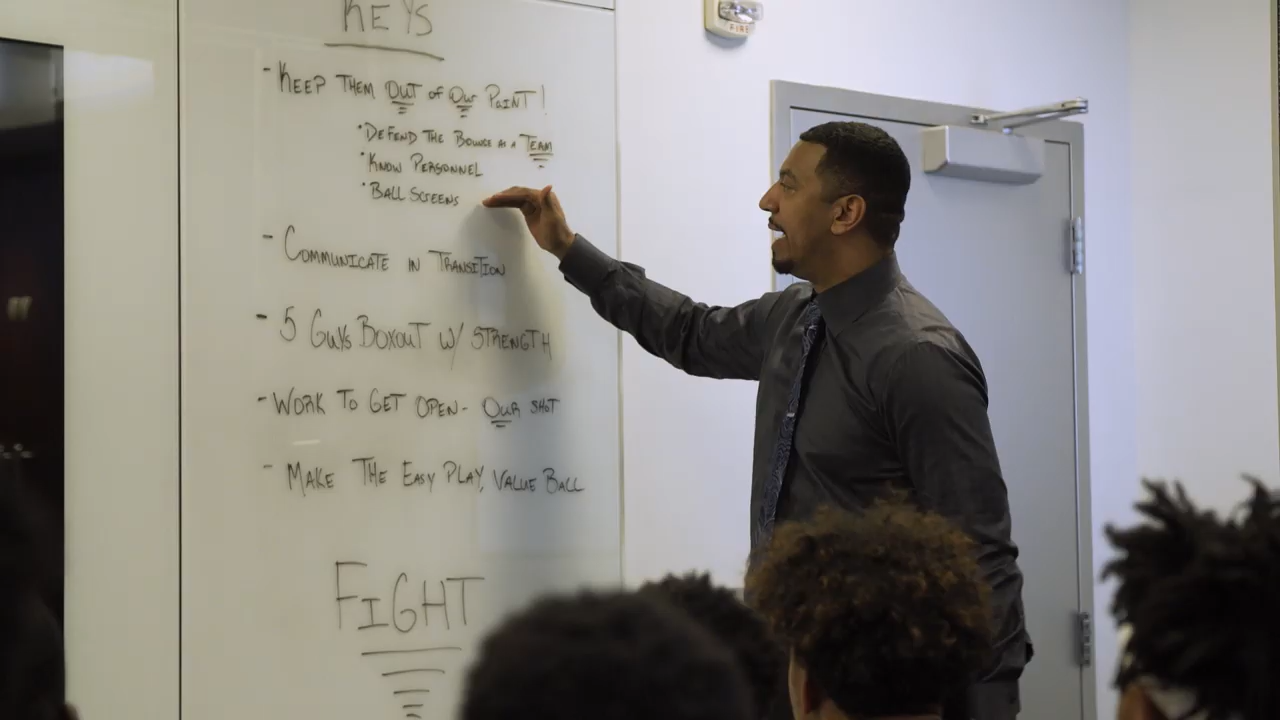 KEYS
- KEEP THEM OUT OF OUR PAINT!
• DEFEND THE BOUNCE AS A TEAM
• KNOW PERSONNEL
• BALL SCREENS
- COMMUNICATE IN TRANSITION
- 5 GUYS BOXOUT W/ STRENGTH
- WORK TO GET OPEN - OUR SHOT
- MAKE THE EASY PLAY, VALUE BALL
FIGHT
FIRE